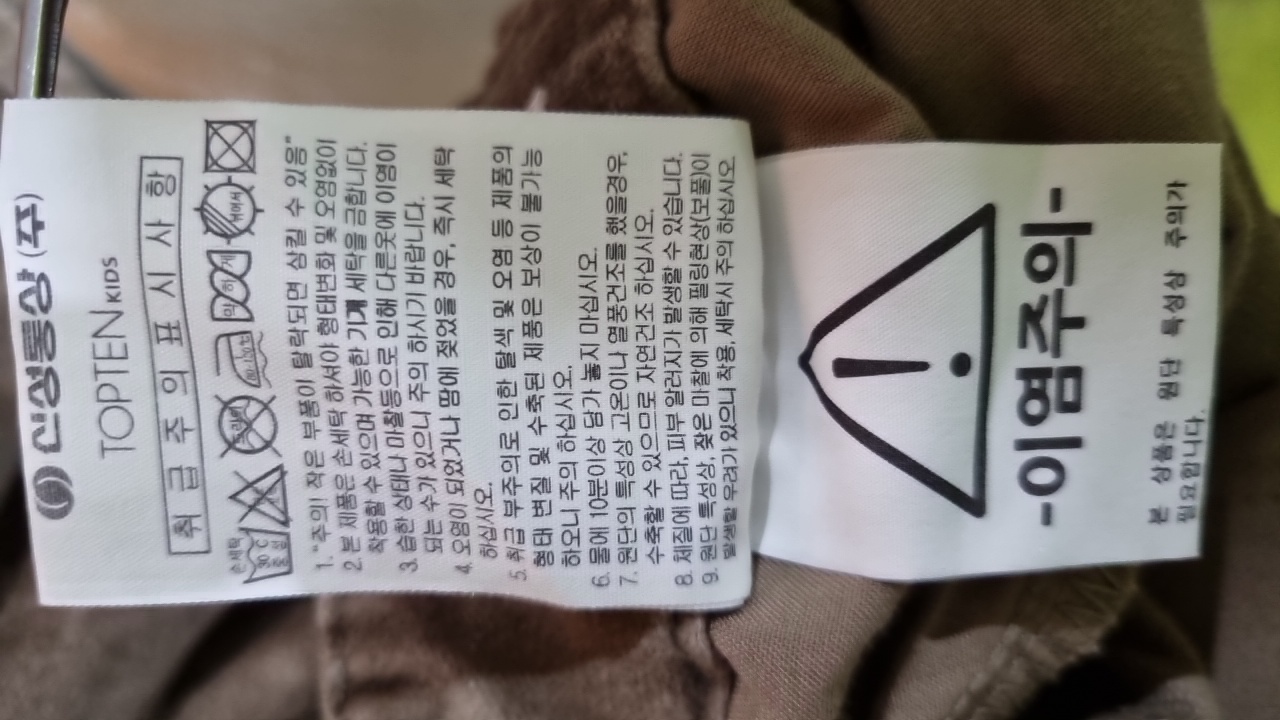 신성통상(주)
TOPTEN KIDS
취급주의표시사항
손세탁
30℃
중성
염소표백
드라이
80~120℃
약하게
뉘어서
1. "주의! 작은 부품이 탈락되면 삼킬 수 있음"
2. 본 제품은 손세탁 하셔야 형태변화 및 오염없이
착용할 수 있으며 가능한 기계 세탁을 금합니다.
3. 습한 상태나 마찰등으로 인해 다른옷에 이염이
되는 수가 있으니 주의 하시기 바랍니다.
4. 오염이 되었거나 땀에 젖었을 경우, 즉시 세탁
하십시오.
5. 취급 부주의로 인한 탈색 및 오염 등 제품의
형태 변질 및 수축된 제품은 보상이 불가능
하오니 주의 하십시오.
6. 물에 10분이상 담가 놓지 마십시오.
7. 원단의 특성상 고온이나 열풍건조를 했을경우,
수축할 수 있으므로 자연건조 하십시오.
8. 체질에 따라, 피부 알러지가 발생할 수 있습니다.
9. 원단 특성상, 잦은 마찰에 의해 필링현상(보풀)이
발생할 우려가 있으니 착용, 세탁시 주의 하십시오
-이염주의-
본 상품은 원단 특성상 주의가
필요합니다.